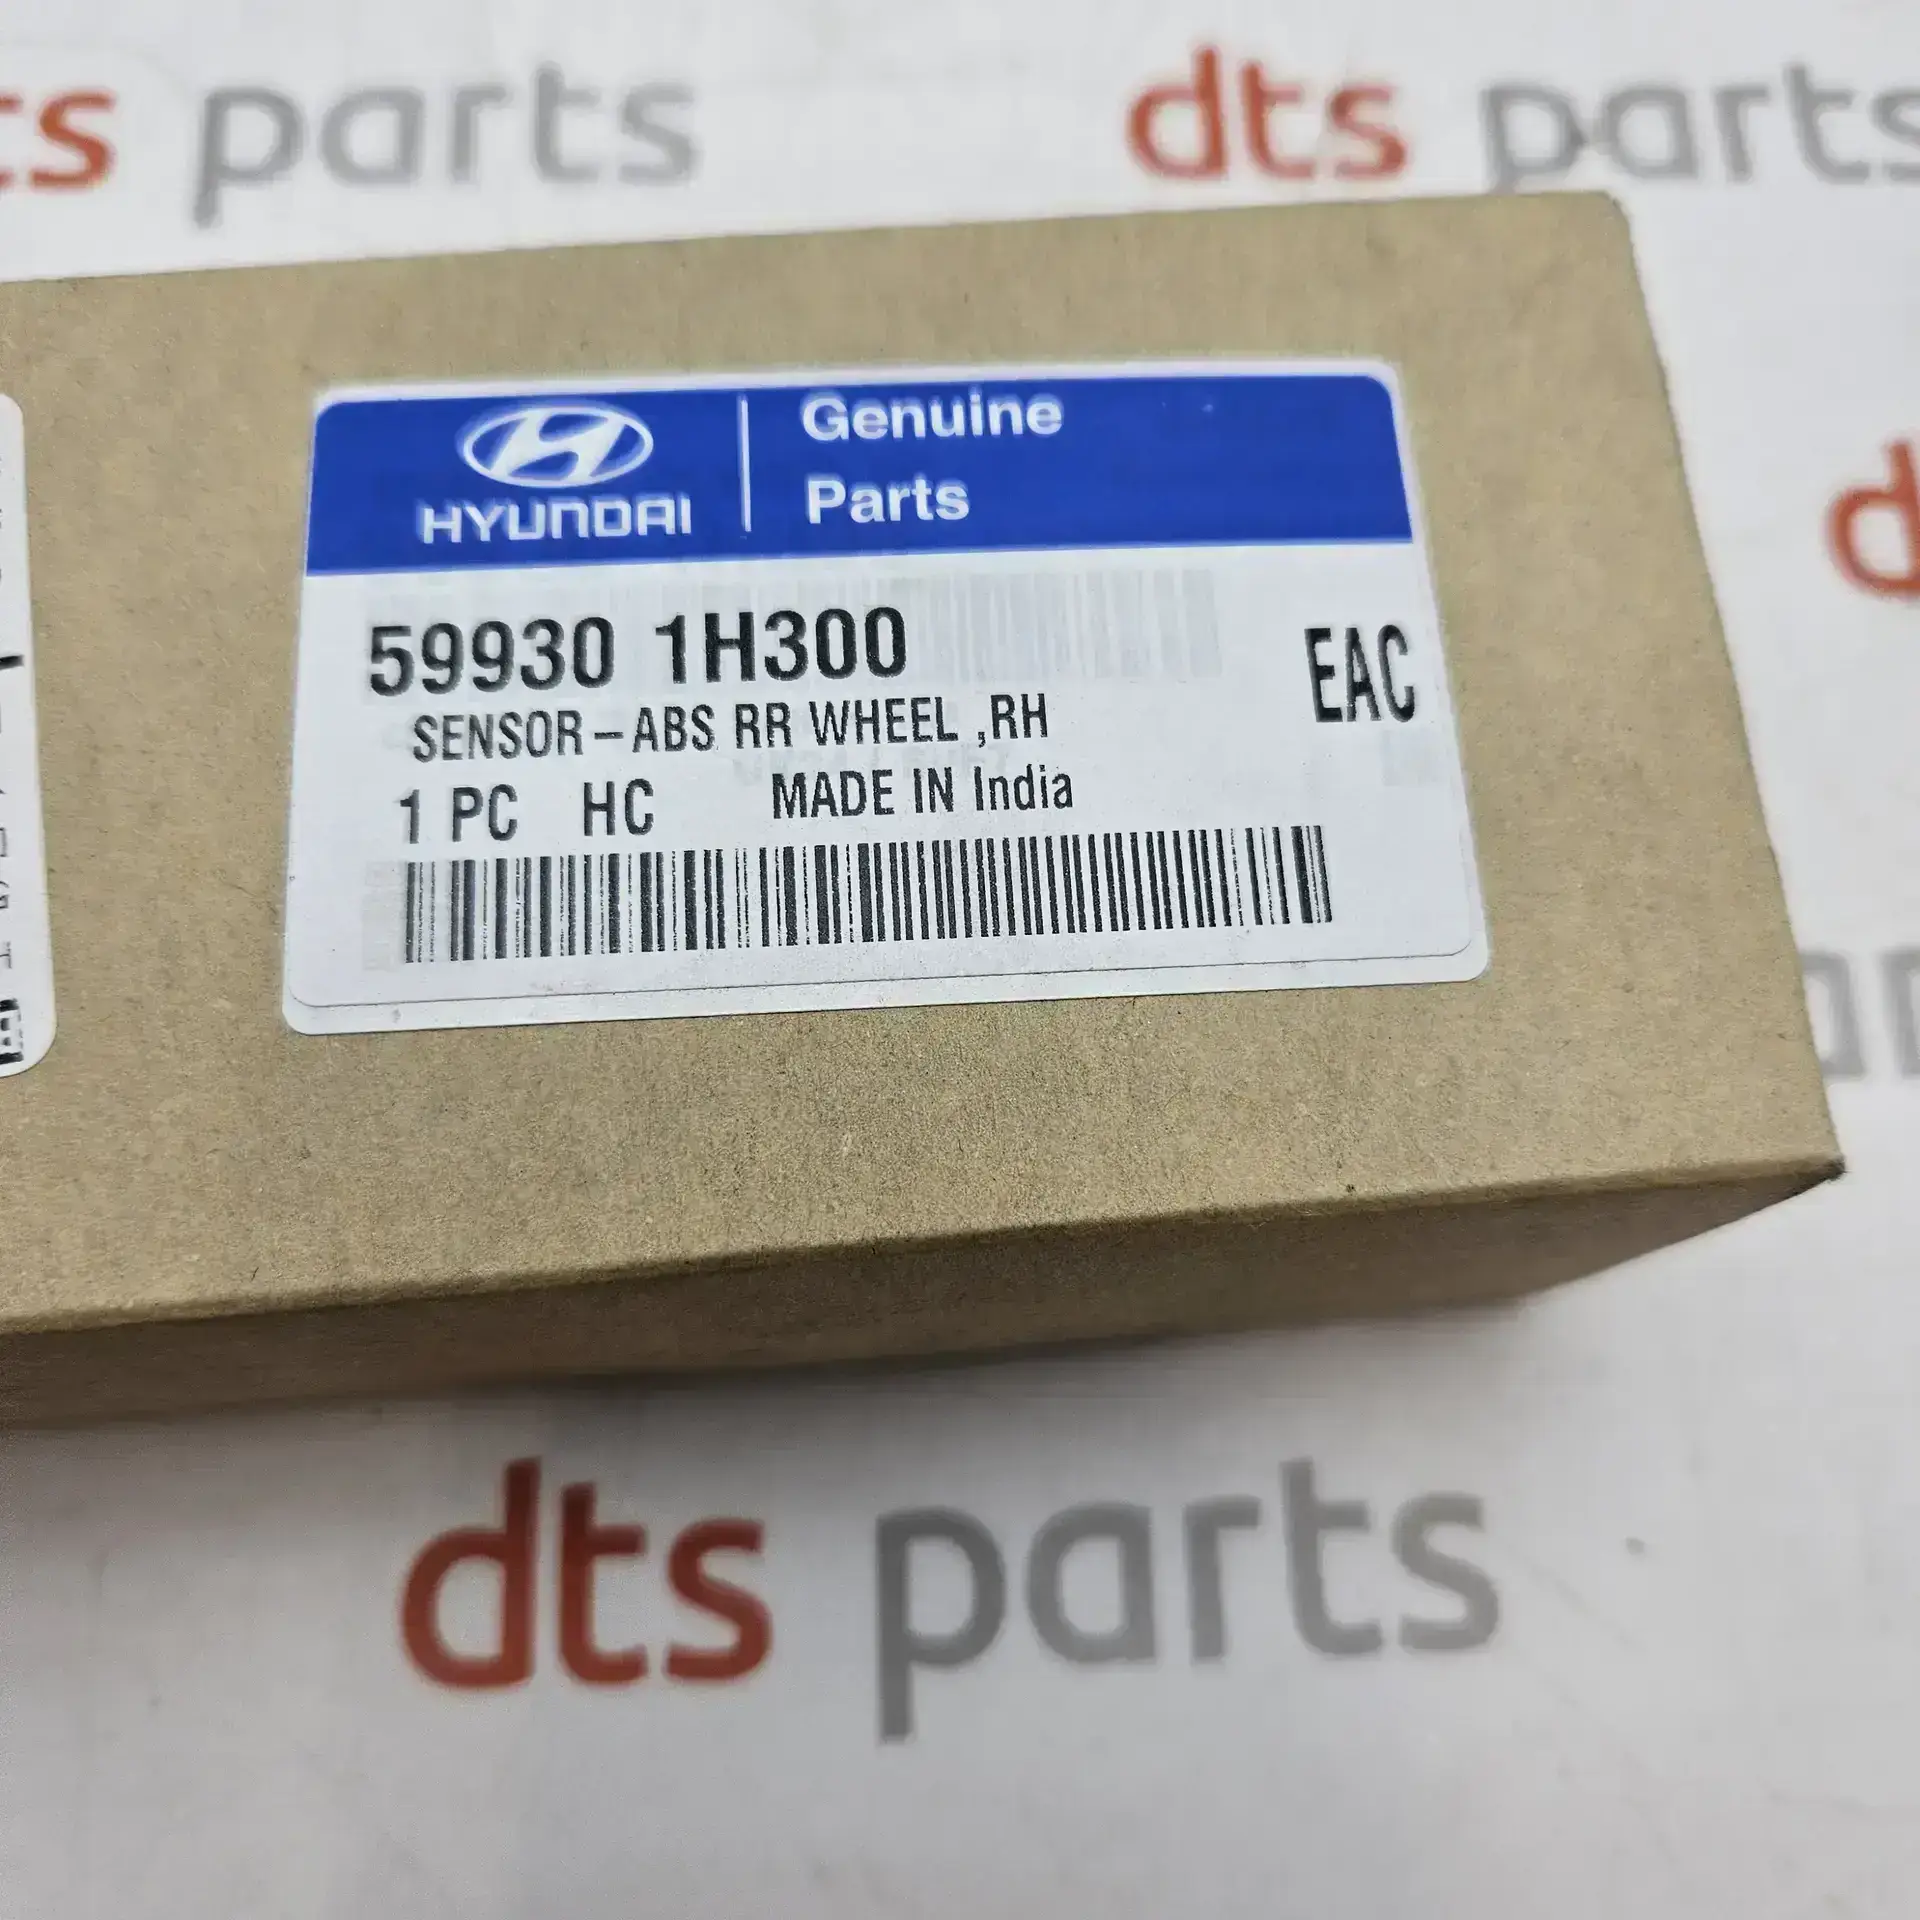 dts parts
parts
HYUNDAI
Genuine
Parts
59930 1H300
EAC
SENSOR-ABS RR WHEEL ,RH
1 PC HC MADE IN India
dts parts